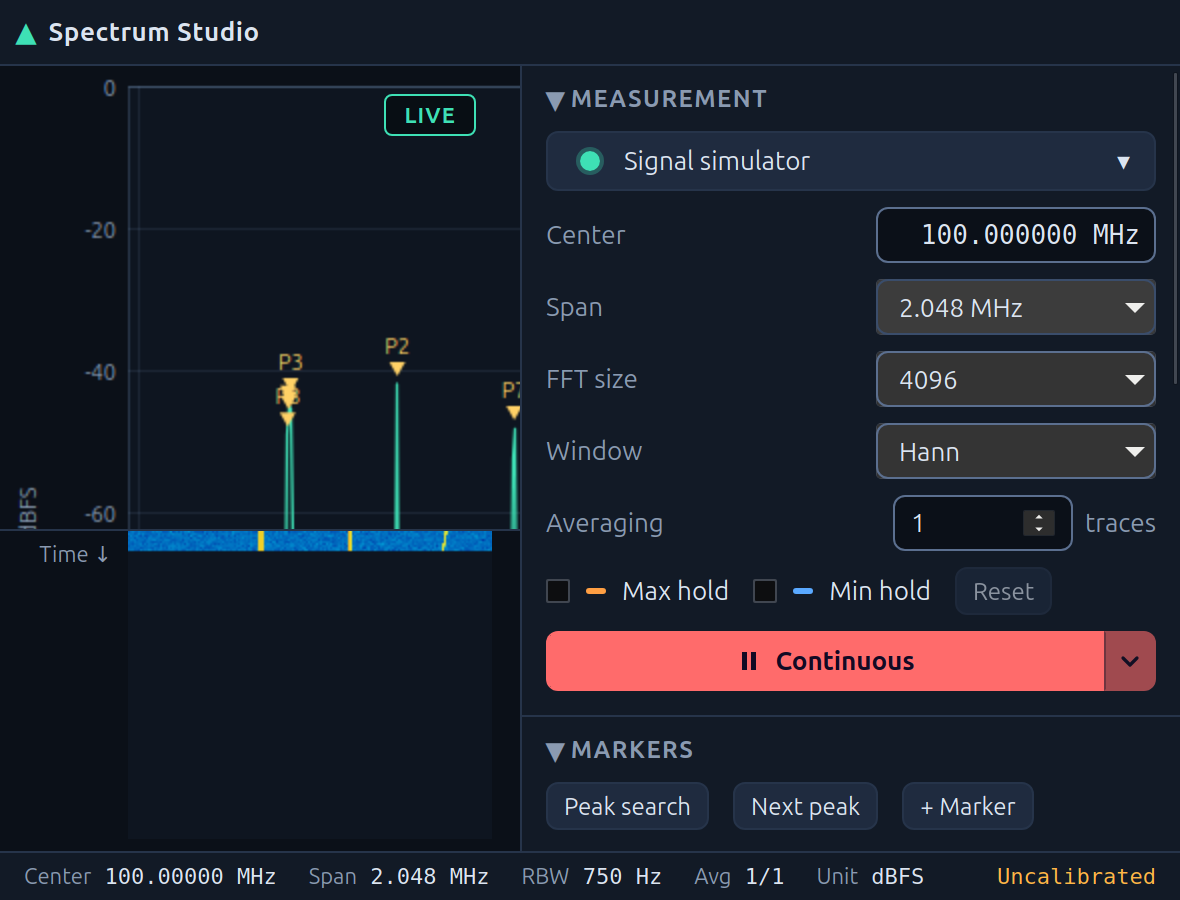 ▲ Spectrum Studio
0
LIVE
-20
P2
P3
-40
-60
Time ↓
▼ MEASUREMENT
Signal simulator ▼
Center 100.000000 MHz
Span 2.048 MHz
FFT size 4096
Window Hann
Averaging 1 traces
Max hold Min hold Reset
Continuous
▼ MARKERS
Peak search Next peak + Marker
Center 100.00000 MHz Span 2.048 MHz RBW 750 Hz Avg 1/1 Unit dBFS Uncalibrated